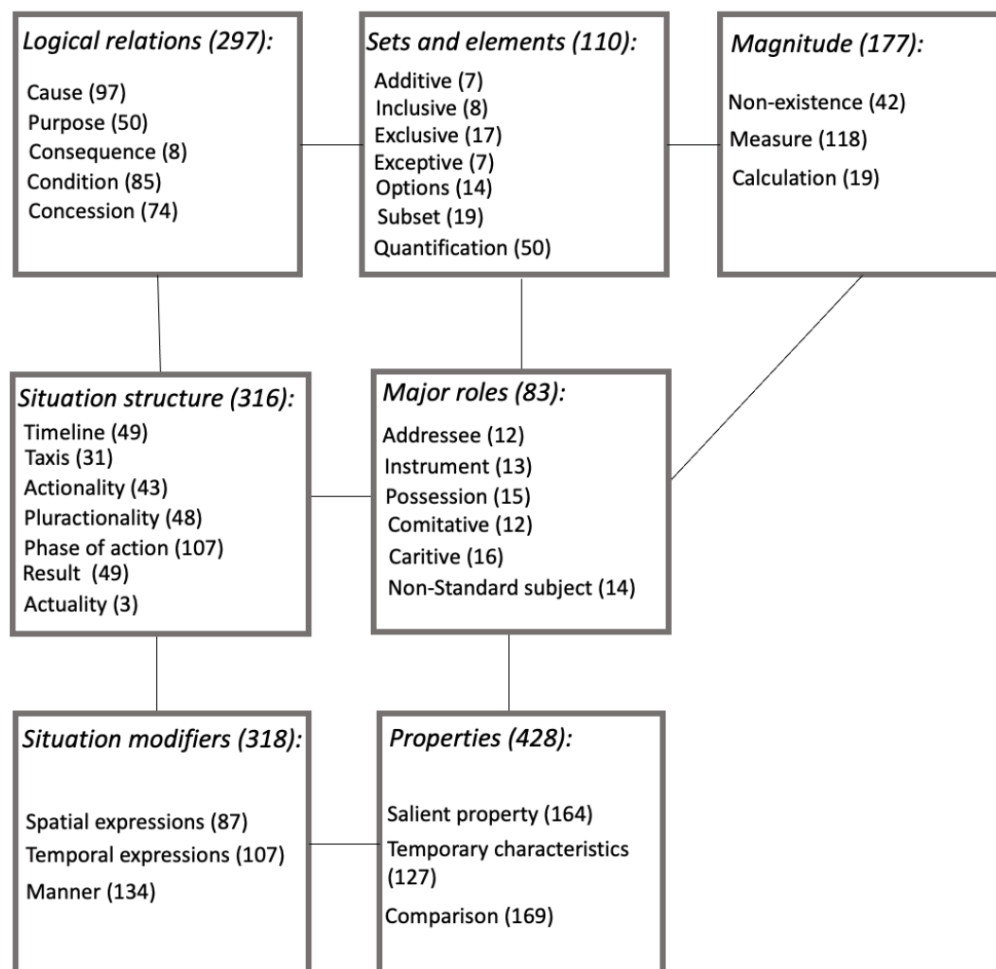 Logical relations (297):
Cause (97)
Purpose (50)
Consequence (8)
Condition (85)
Concession (74)
Sets and elements (110):
Additive (7)
Inclusive (8)
Exclusive (17)
Exceptive (7)
Options (14)
Subset (19)
Quantification (50)
Magnitude (177):
Non-existence (42)
Measure (118)
Calculation (19)
Situation structure (316):
Timeline (49)
Taxis (31)
Actionality (43)
Pluractionality (48)
Phase of action (107)
Result (49)
Actuality (3)
Major roles (83):
Addressee (12)
Instrument (13)
Possession (15)
Comitative (12)
Caritive (16)
Non-Standard subject (14)
Situation modifiers (318):
Spatial expressions (87)
Temporal expressions (107)
Manner (134)
Properties (428):
Salient property (164)
Temporary characteristics
(127)
Comparison (169)